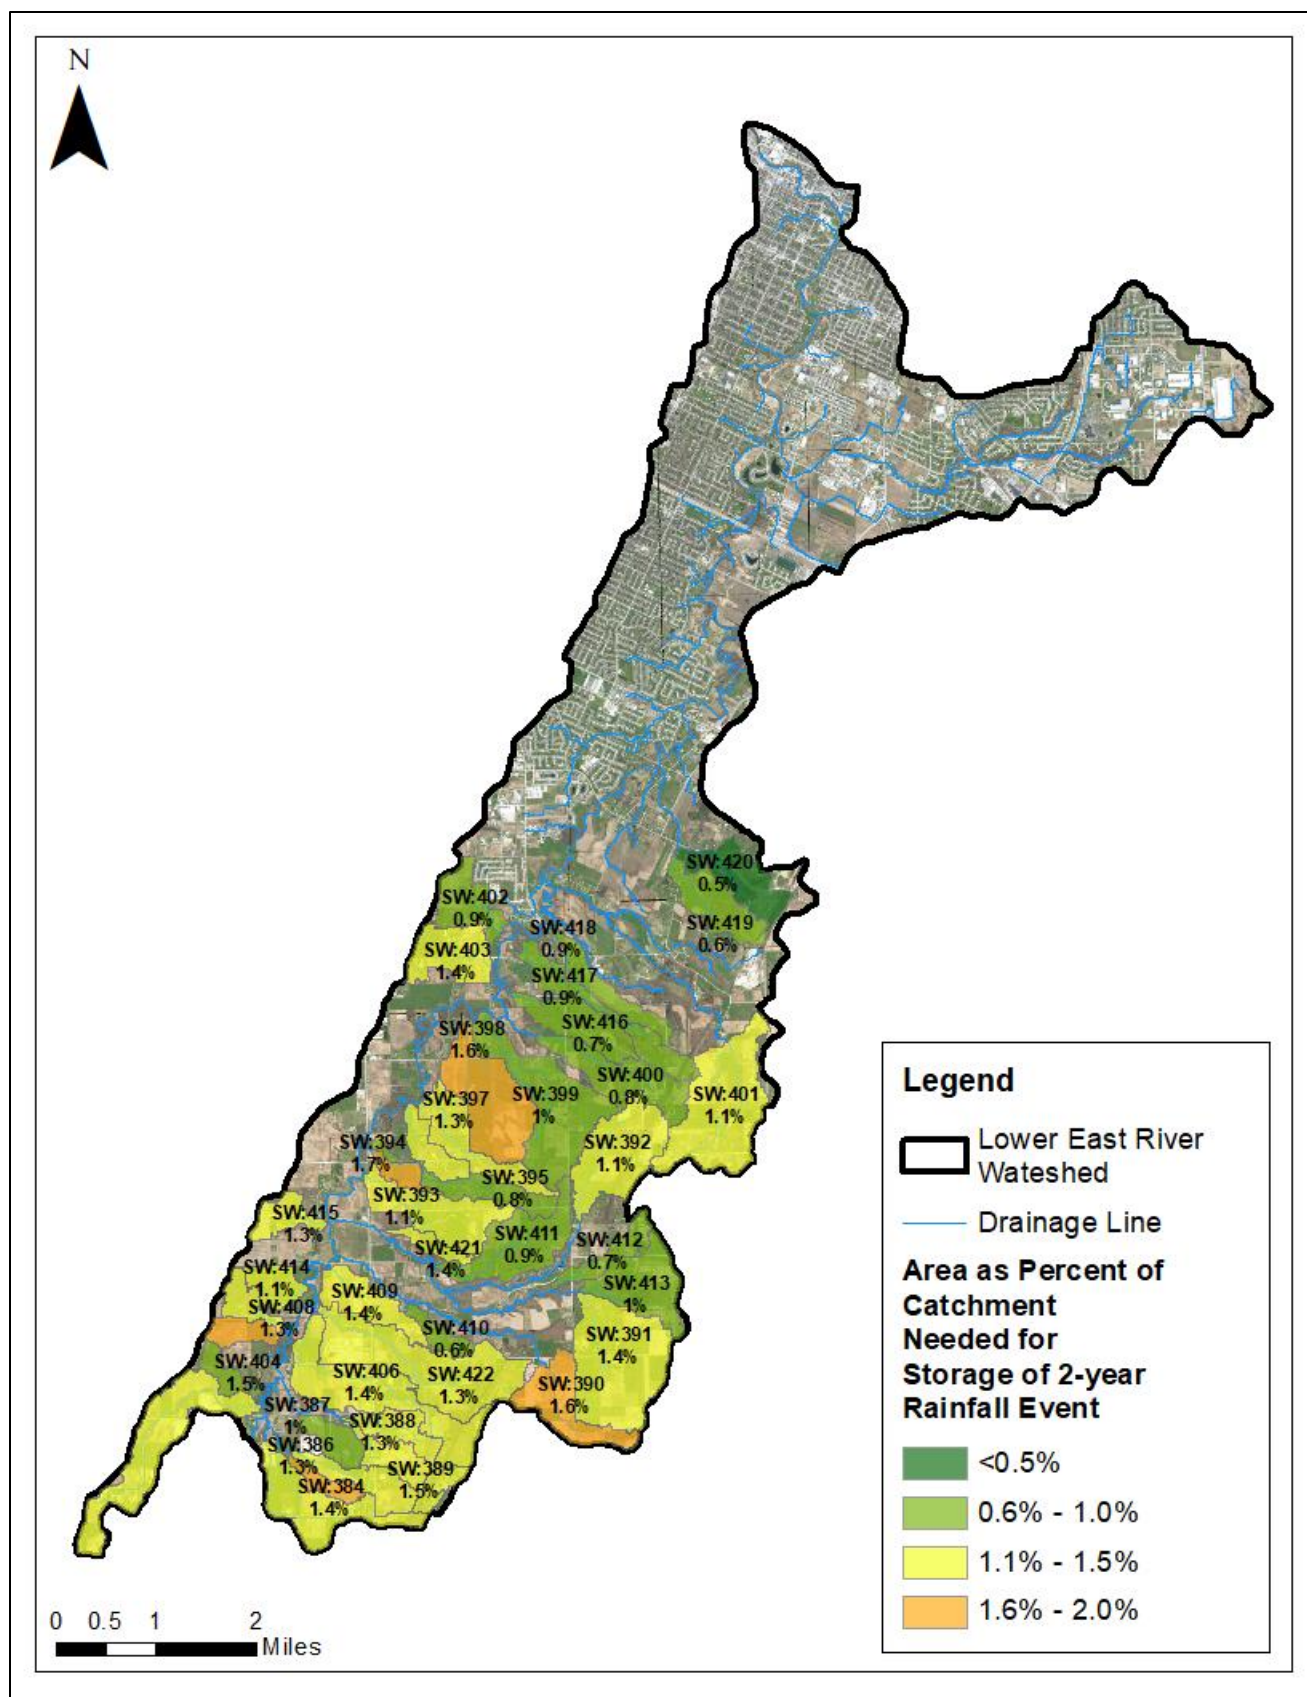 N
SW:420
0.5%
SW:402
0.9%
SW:419
0.6%
SW:418
0.9%
SW:403
1.4%
SW:417
0.9%
SW:416
0.7%
SW:398
1.6%
SW:400
0.8%
SW:401
1.1%
SW:397
1.3%
SW:399
1%
SW:392
1.1%
SW:394
1.7%
SW:395
0.8%
SW:393
1.1%
SW:415
1.3%
SW:411
0.9%
SW:412
0.7%
SW:421
1.4%
SW:414
1.1%
SW:413
1%
SW:409
1.4%
SW:408
1.3%
SW:410
0.6%
SW:391
1.4%
SW:404
1.5%
SW:406
1.4%
SW:422
1.3%
SW:390
1.6%
SW:387
1%
SW:388
1.3%
SW:386
1.3%
SW:389
1.5%
SW:384
1.4%
0 0.5 1 2
Miles
Legend
Lower East River
Wateshed
Drainage Line
Area as Percent of
Catchment
Needed for
Storage of 2-year
Rainfall Event
<0.5%
0.6% - 1.0%
1.1% - 1.5%
1.6% - 2.0%